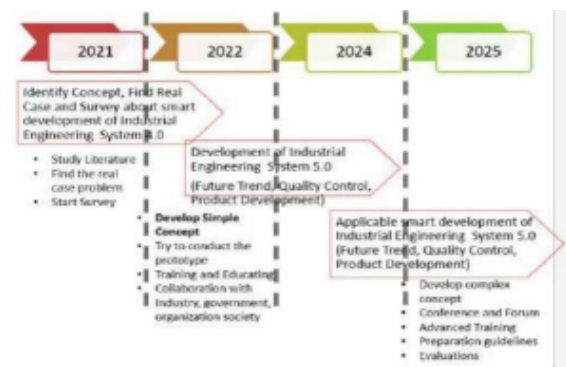 2021
2022
2024
2025
Identify Concept, Find Real
Case and Survey about smart
development of Industrial
Engineering System 4.0
• Study Literature
• Find the real
case problem
• Start Survey
Development of Industrial
Engineering System 5.0
(Future Trend, Quality Control,
Product Development)
• Develop Simple
Concept
• Try to conduct the
prototype
• Training and Educating
• Collaboration with
Industry, government,
organization society
Applicable smart development of
Industrial Engineering System 5.0
(Future Trend, Quality Control,
Product Development)
• Develop complex
concept
• Conference and Forum
• Advanced Training
• Preparation guidelines
• Evaluations